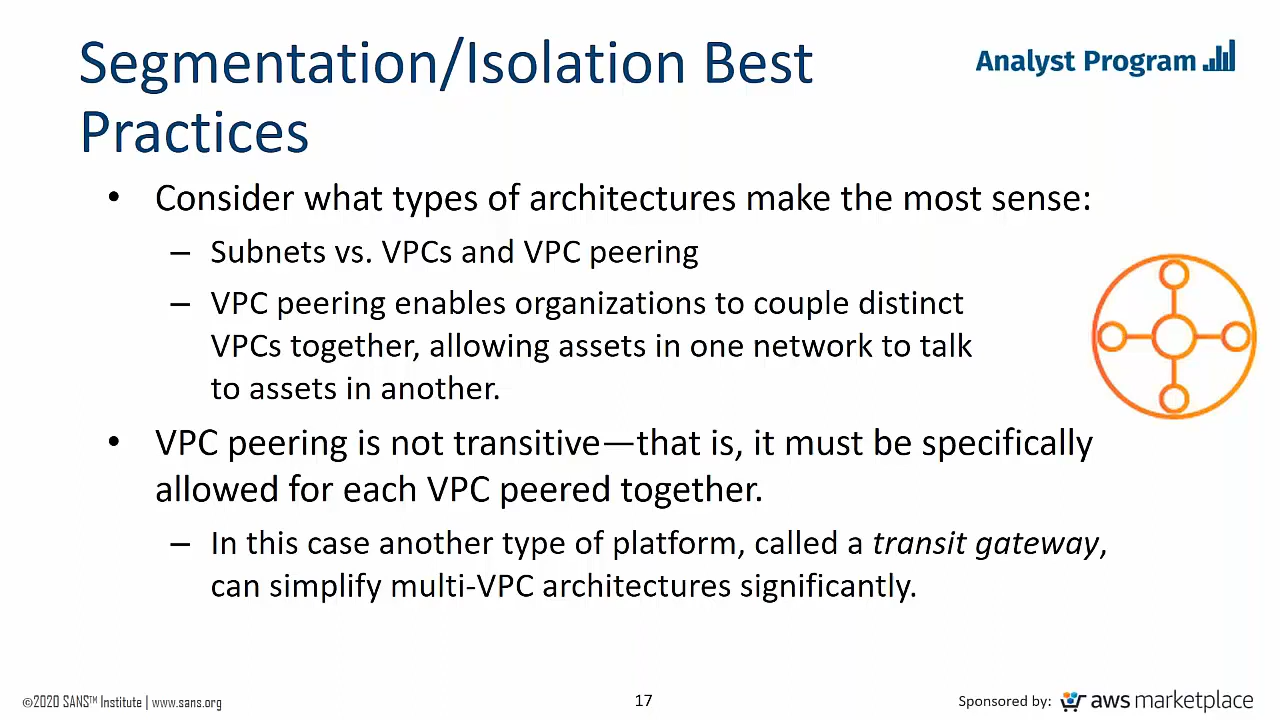 Segmentation/Isolation Best
Practices
Analyst Program
• Consider what types of architectures make the most sense:
– Subnets vs. VPCs and VPC peering
– VPC peering enables organizations to couple distinct
VPCs together, allowing assets in one network to talk
to assets in another.
• VPC peering is not transitive—that is, it must be specifically
allowed for each VPC peered together.
– In this case another type of platform, called a transit gateway,
can simplify multi-VPC architectures significantly.
©2020 SANS™ Institute | www.sans.org
17
Sponsored by: aws marketplace